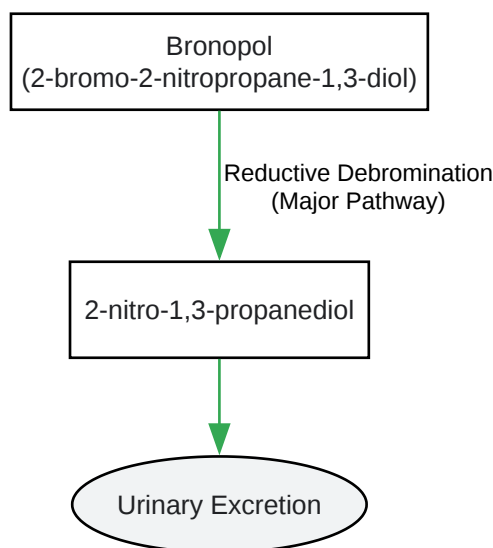 Bronopol
(2-bromo-2-nitropropane-1,3-diol)
Reductive Debromination
(Major Pathway)
2-nitro-1,3-propanediol
Urinary Excretion